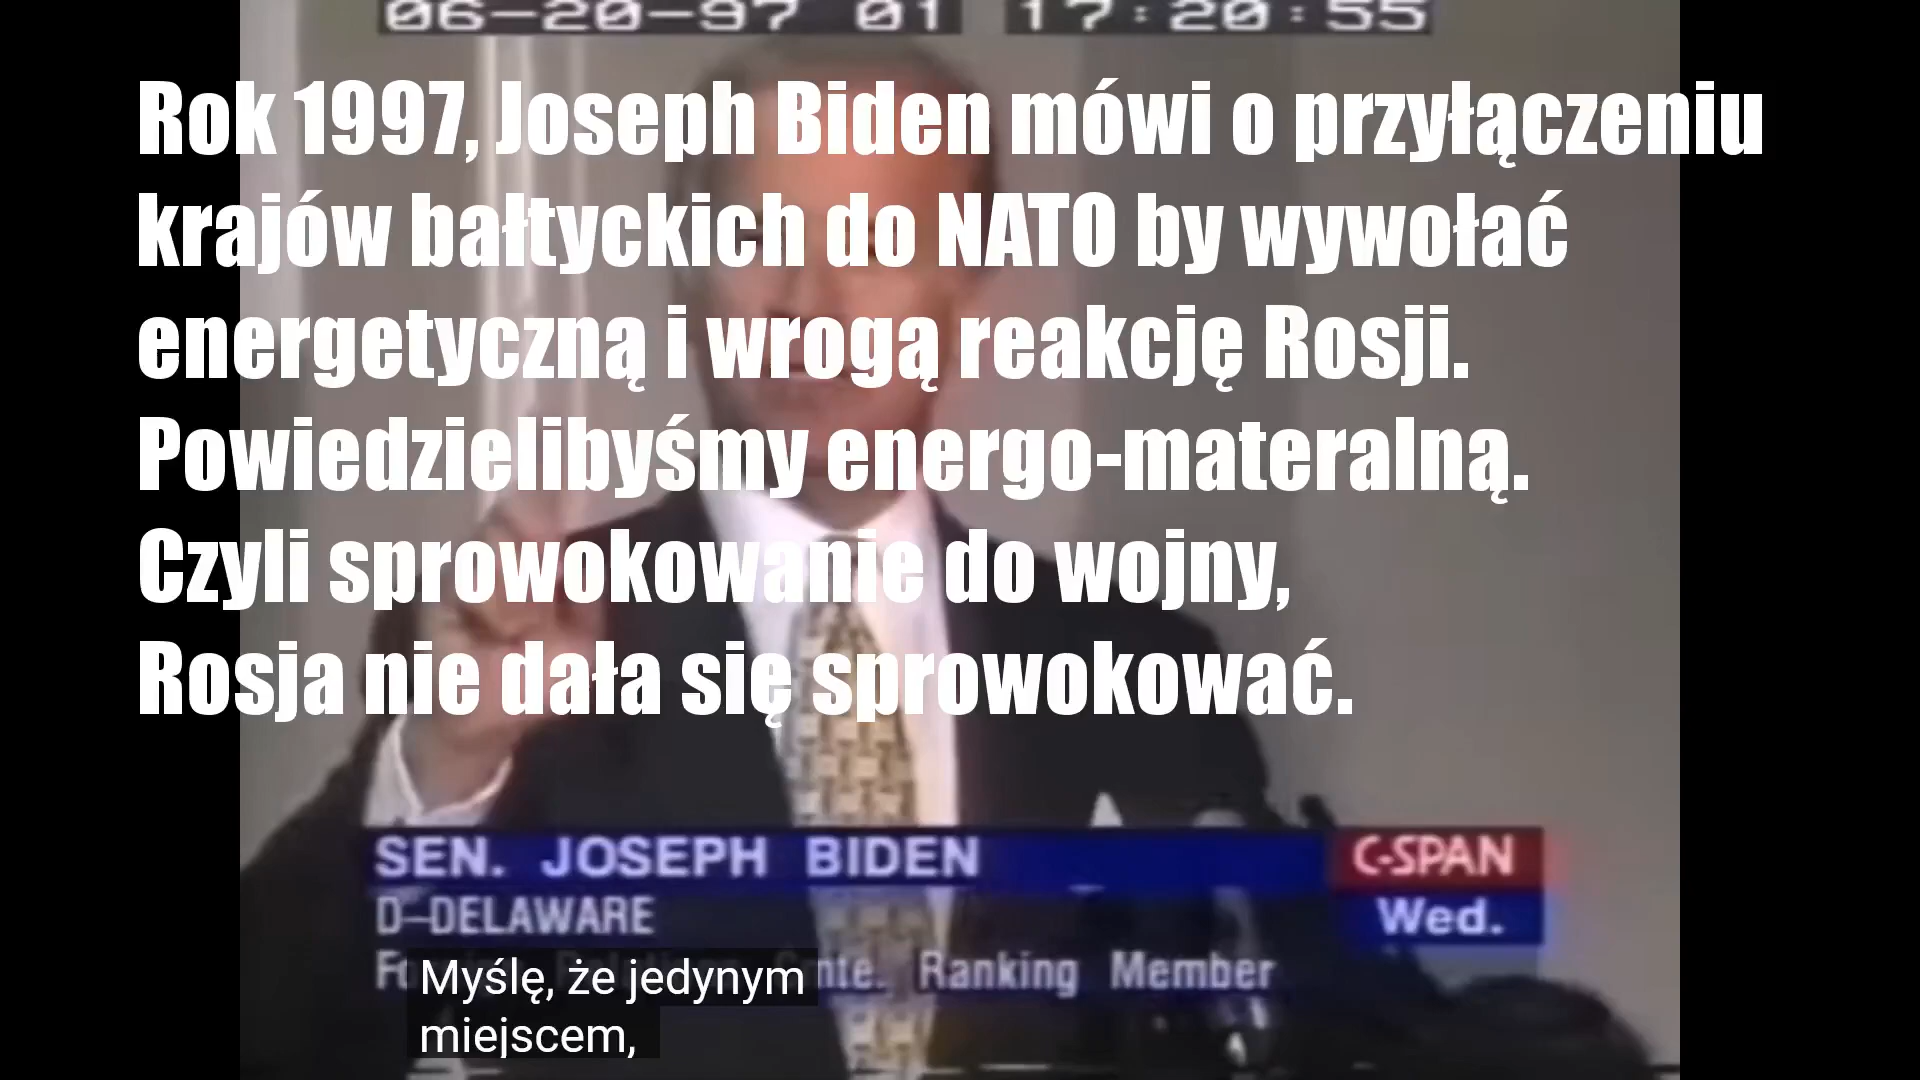 06-20-97 01 17:20:55
Rok 1997, Joseph Biden mówi o przyłączeniu
krajów bałtyckich do NATO by wywołać
energetyczną i wrogą reakcję Rosji.
Powiedzielibyśmy energo-materalną.
Czyli sprowokowanie do wojny,
Rosja nie dała się sprowokować.
SEN. JOSEPH BIDEN
C-SPAN
D-DELAWARE
Wed.
Ranking Member
Myślę, że jedynym
miejscem,